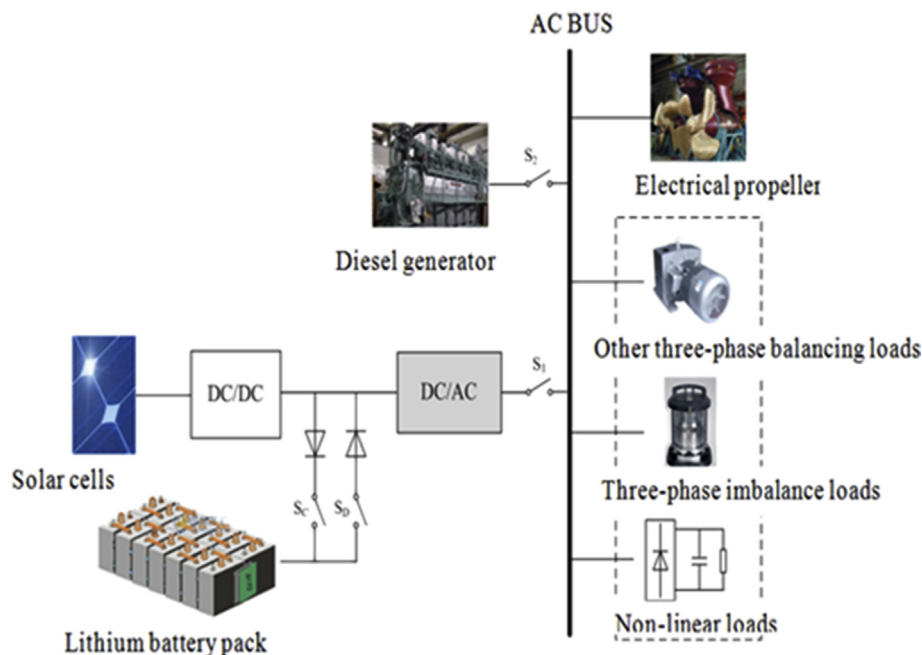 AC BUS
S2
Electrical propeller
Diesel generator
Other three-phase balancing loads
DC/DC
DC/AC
S1
Solar cells
SC
SD
Three-phase imbalance loads
Lithium battery pack
Non-linear loads